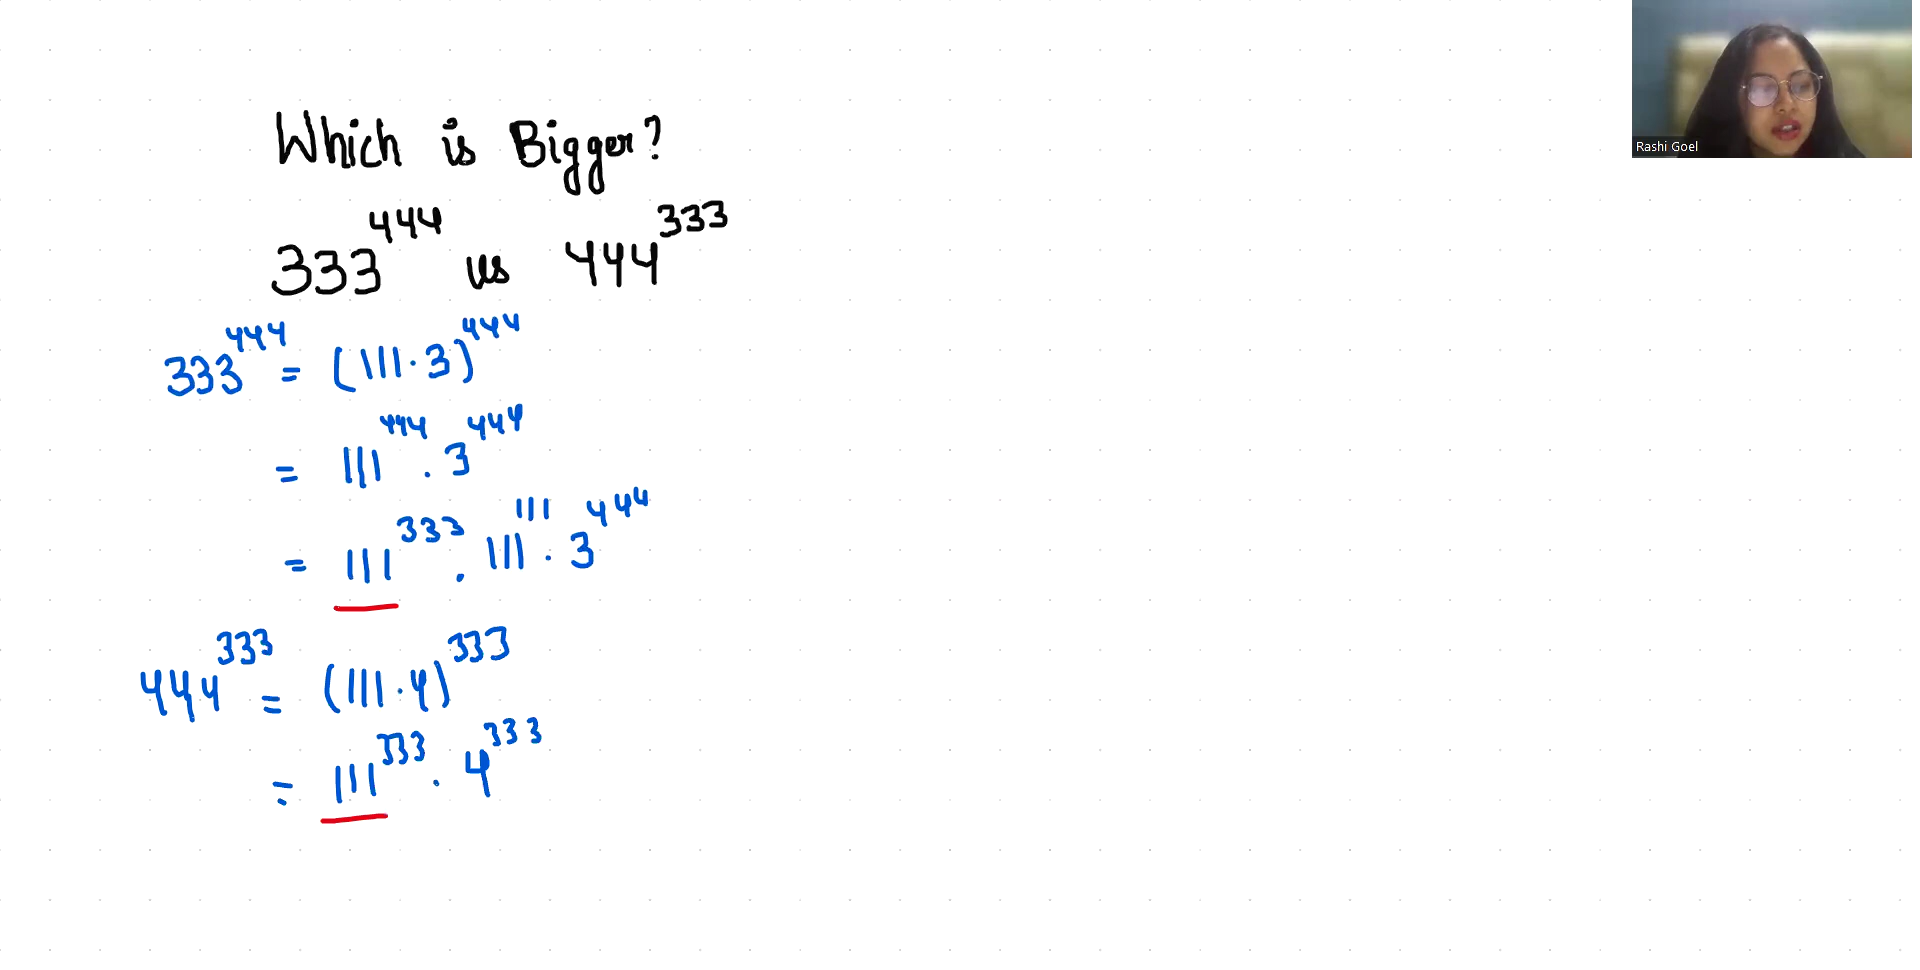 Which is Bigger?
333^444 vs 444^333
333^444 = (111·3)^444
= 111^444 · 3^444
= 111^333 · 111^111 · 3^444
444^333 = (111·4)^333
= 111^333 · 4^333
Rashi Goel